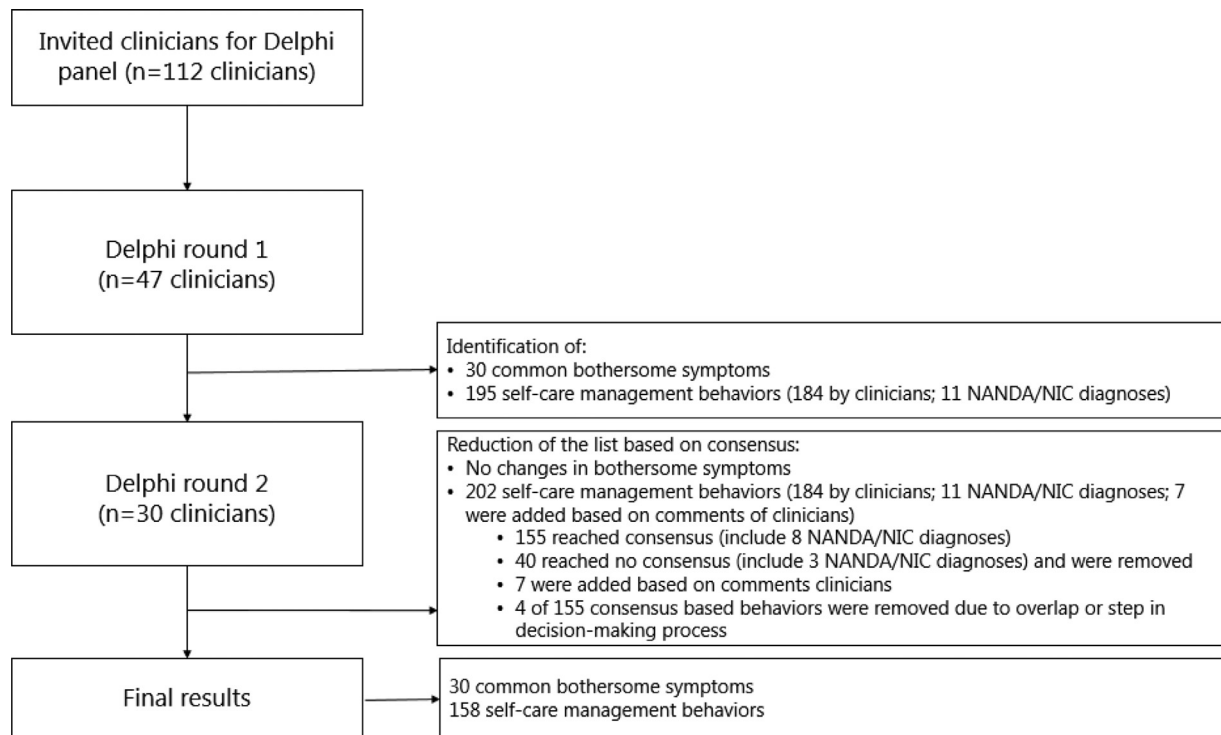 Invited clinicians for Delphi
panel (n=112 clinicians)
Delphi round 1
(n=47 clinicians)
Identification of:
• 30 common bothersome symptoms
• 195 self-care management behaviors (184 by clinicians; 11 NANDA/NIC diagnoses)
Delphi round 2
(n=30 clinicians)
Reduction of the list based on consensus:
• No changes in bothersome symptoms
• 202 self-care management behaviors (184 by clinicians; 11 NANDA/NIC diagnoses; 7
were added based on comments of clinicians)
• 155 reached consensus (include 8 NANDA/NIC diagnoses)
• 40 reached no consensus (include 3 NANDA/NIC diagnoses) and were removed
• 7 were added based on comments clinicians
• 4 of 155 consensus based behaviors were removed due to overlap or step in
decision-making process
Final results
30 common bothersome symptoms
158 self-care management behaviors